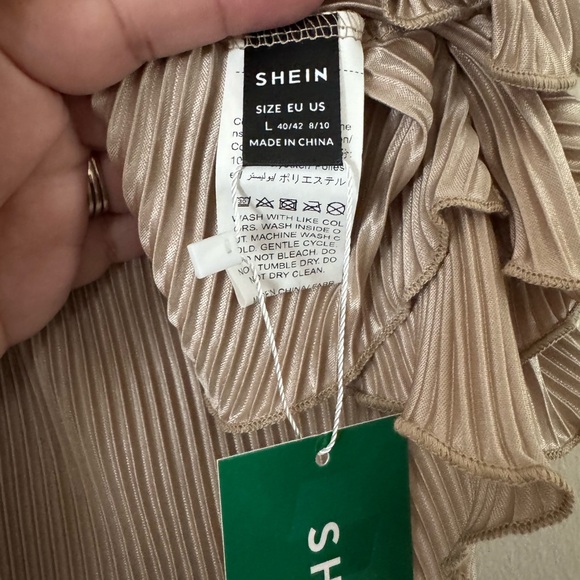 SHEIN
SIZE EU US
L 40/42 8/10
MADE IN CHINA
ポリエステル
WASH WITH LIKE COL
ORS. WASH INSIDE O
UT. MACHINE WASH C
OLD. GENTLE CYCLE.
DO NOT BLEACH. DO
NO TUMBLE DRY. DO
NOT DRY CLEAN.
SH